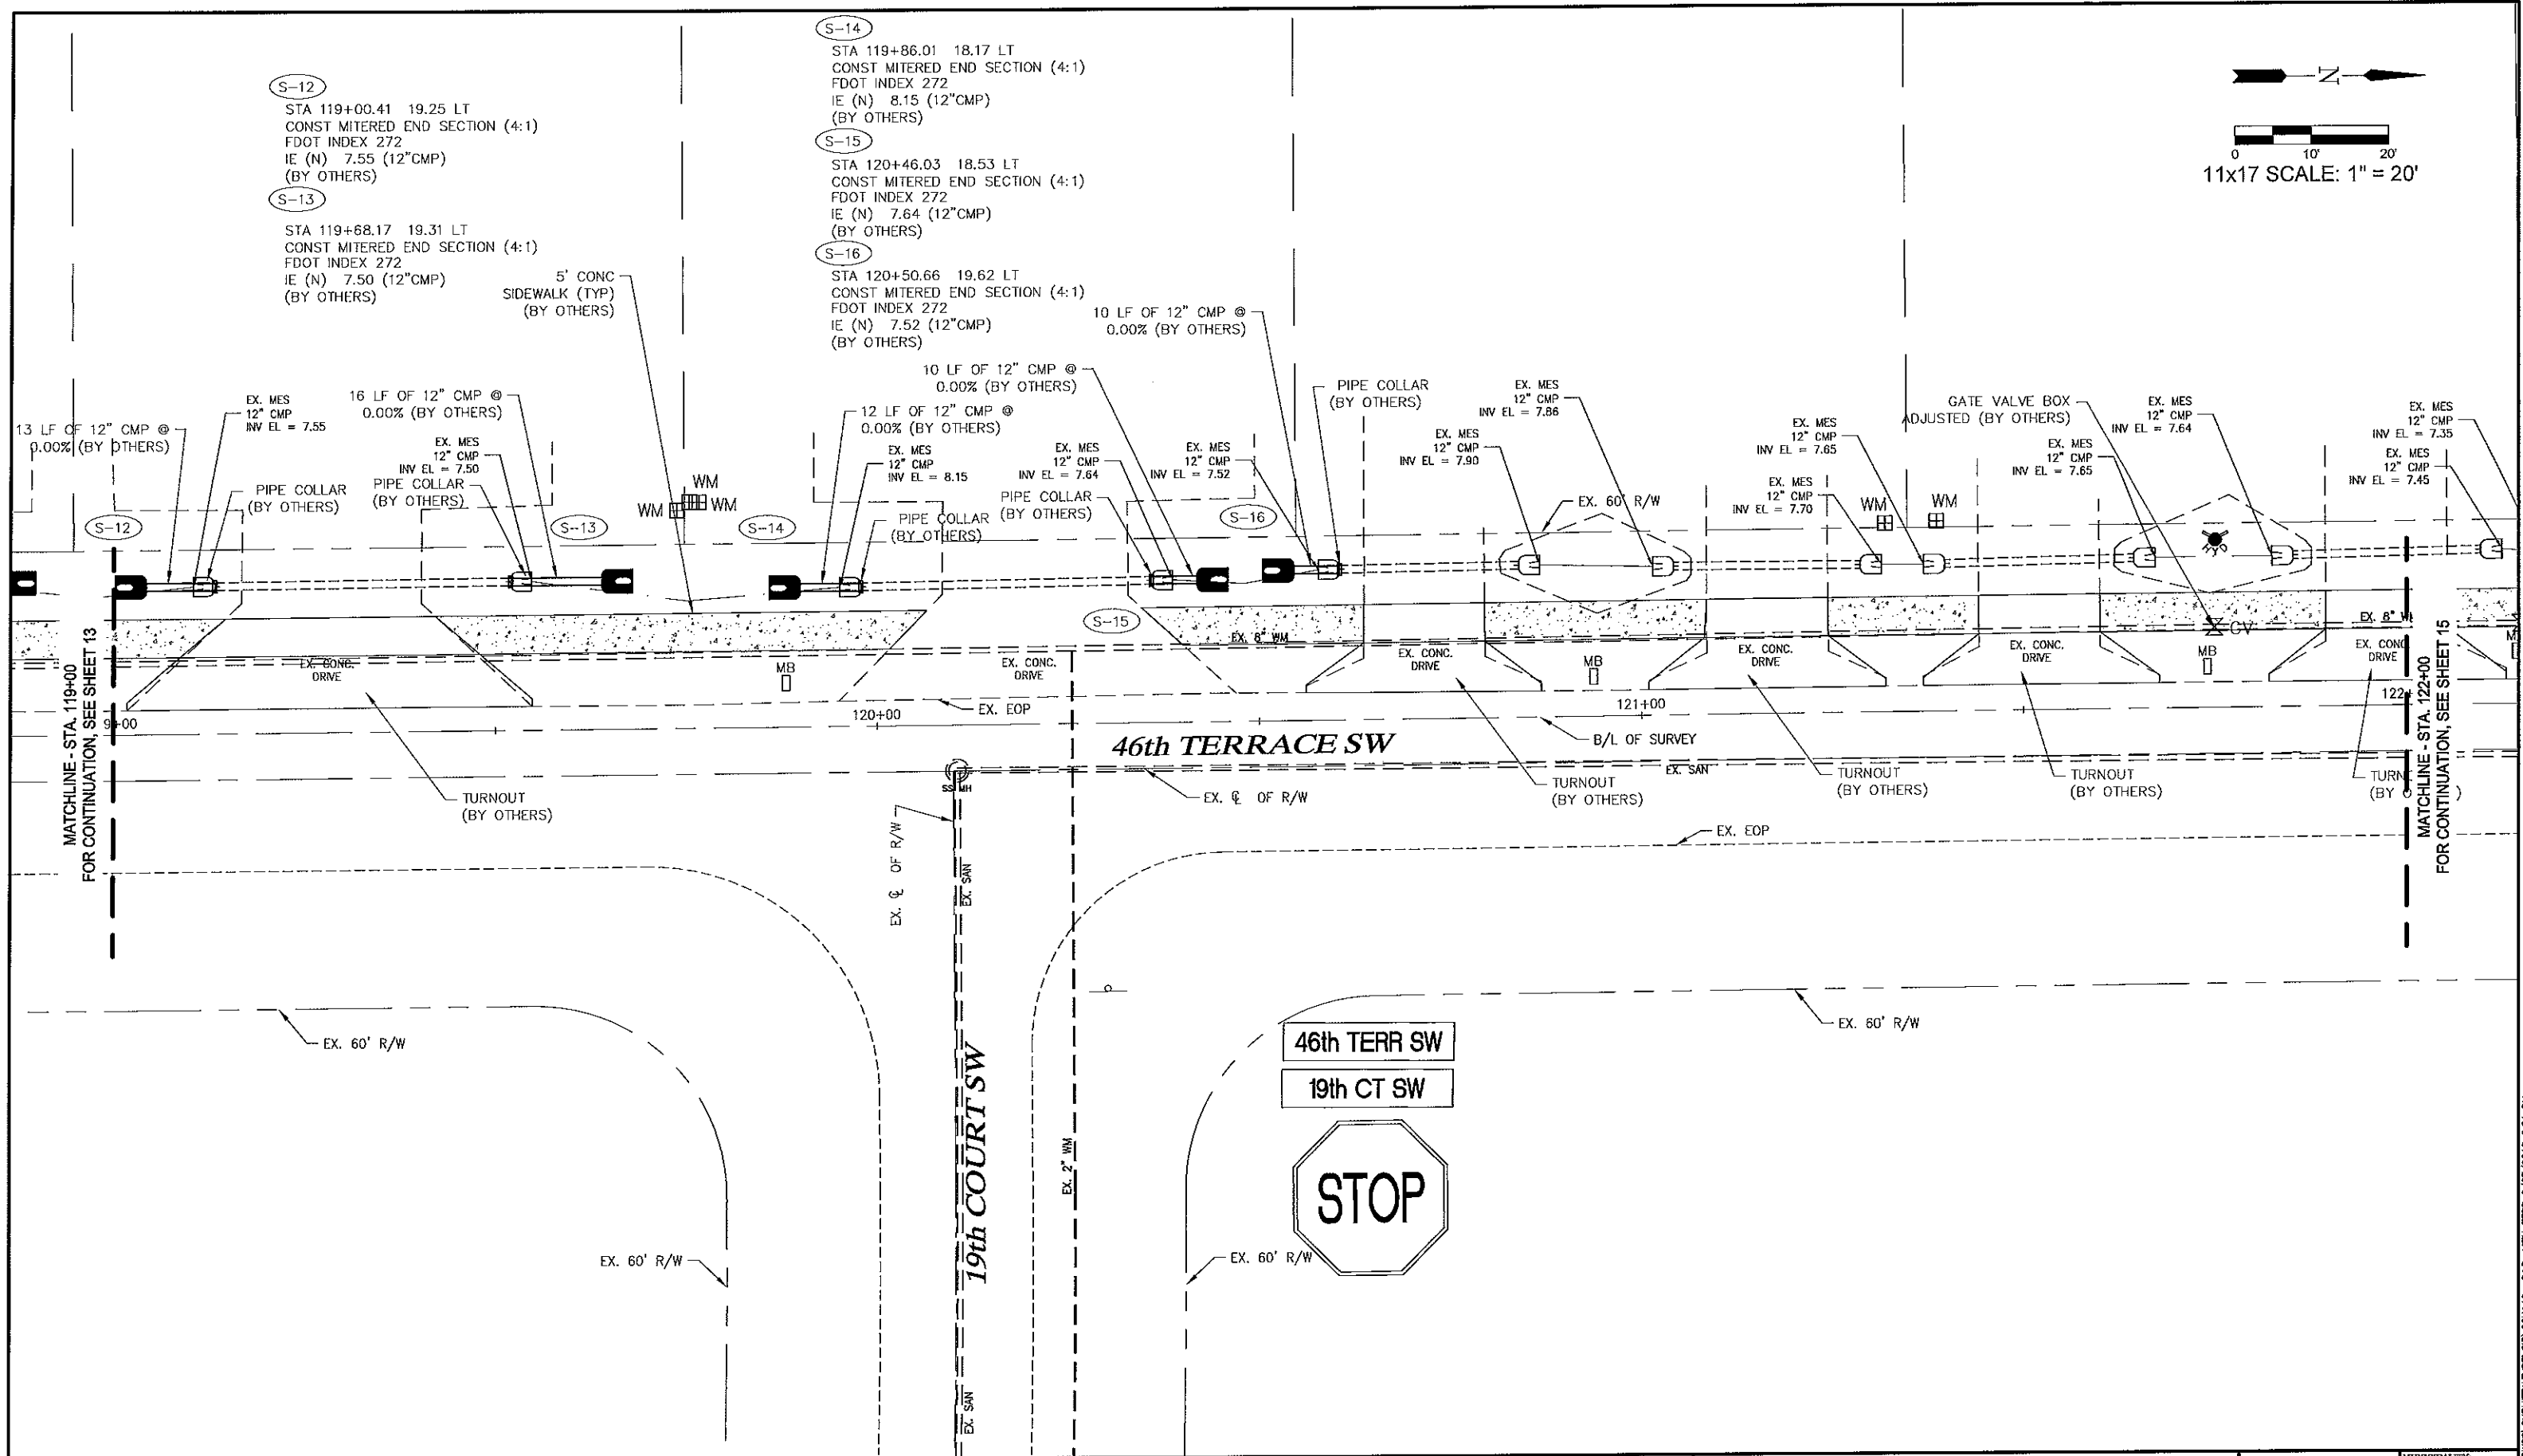 S-12
STA 119+00.41 19.25 LT
CONST MITERED END SECTION (4:1)
FDOT INDEX 272
IE (N) 7.55 (12"CMP)
(BY OTHERS)
S-13
STA 119+68.17 19.31 LT
CONST MITERED END SECTION (4:1)
FDOT INDEX 272
IE (N) 7.50 (12"CMP)
(BY OTHERS)
S-14
STA 119+86.01 18.17 LT
CONST MITERED END SECTION (4:1)
FDOT INDEX 272
IE (N) 8.15 (12"CMP)
(BY OTHERS)
S-15
STA 120+46.03 18.53 LT
CONST MITERED END SECTION (4:1)
FDOT INDEX 272
IE (N) 7.64 (12"CMP)
(BY OTHERS)
S-16
STA 120+50.66 19.62 LT
CONST MITERED END SECTION (4:1)
FDOT INDEX 272
IE (N) 7.52 (12"CMP)
(BY OTHERS)
N
0 10' 20'
11x17 SCALE: 1" = 20'
5' CONC
SIDEWALK (TYP)
(BY OTHERS)
13 LF OF 12" CMP @
0.00% (BY OTHERS)
EX. MES
12" CMP
INV EL = 7.55
16 LF OF 12" CMP @
0.00% (BY OTHERS)
EX. MES
12" CMP
INV EL = 7.50
PIPE COLLAR
(BY OTHERS)
PIPE COLLAR
(BY OTHERS)
WM
WM
WM
10 LF OF 12" CMP @
0.00% (BY OTHERS)
12 LF OF 12" CMP @
0.00% (BY OTHERS)
EX. MES
12" CMP
INV EL = 8.15
PIPE COLLAR
(BY OTHERS)
EX. MES
12" CMP
INV EL = 7.64
PIPE COLLAR
(BY OTHERS)
10 LF OF 12" CMP @
0.00% (BY OTHERS)
EX. MES
12" CMP
INV EL = 7.52
PIPE COLLAR
(BY OTHERS)
EX. MES
12" CMP
INV EL = 7.90
EX. MES
12" CMP
INV EL = 7.86
EX. 60' R/W
EX. MES
12" CMP
INV EL = 7.65
EX. MES
12" CMP
INV EL = 7.70
WM
WM
GATE VALVE BOX
ADJUSTED (BY OTHERS)
EX. MES
12" CMP
INV EL = 7.65
EX. MES
12" CMP
INV EL = 7.64
EX. MES
12" CMP
INV EL = 7.35
EX. MES
12" CMP
INV EL = 7.45
S-12
S-13
S-14
S-15
S-16
HYD
GV
EX. 8" WM
EX. 8"
EX. CONC.
DRIVE
MB
EX. CONC.
DRIVE
EX. CONC.
DRIVE
MB
EX. CONC.
DRIVE
EX. CONC.
DRIVE
MB
EX. CONC
DRIVE
9+00
120+00
121+00
122
EX. EOP
B/L OF SURVEY
46th TERRACE SW
EX. SAN
SS MH
EX. ℄ OF R/W
EX. ℄ OF R/W
TURNOUT
(BY OTHERS)
TURNOUT
(BY OTHERS)
TURNOUT
(BY OTHERS)
TURNOUT
(BY OTHERS)
TURN
(BY O )
MATCHLINE - STA. 119+00
FOR CONTINUATION, SEE SHEET 13
MATCHLINE - STA. 122+00
FOR CONTINUATION, SEE SHEET 15
EX. EOP
EX. SAN
EX. SAN
EX. 2" WM
19th COURT SW
EX. 60' R/W
EX. 60' R/W
EX. 60' R/W
EX. 60' R/W
46th TERR SW
19th CT SW
STOP